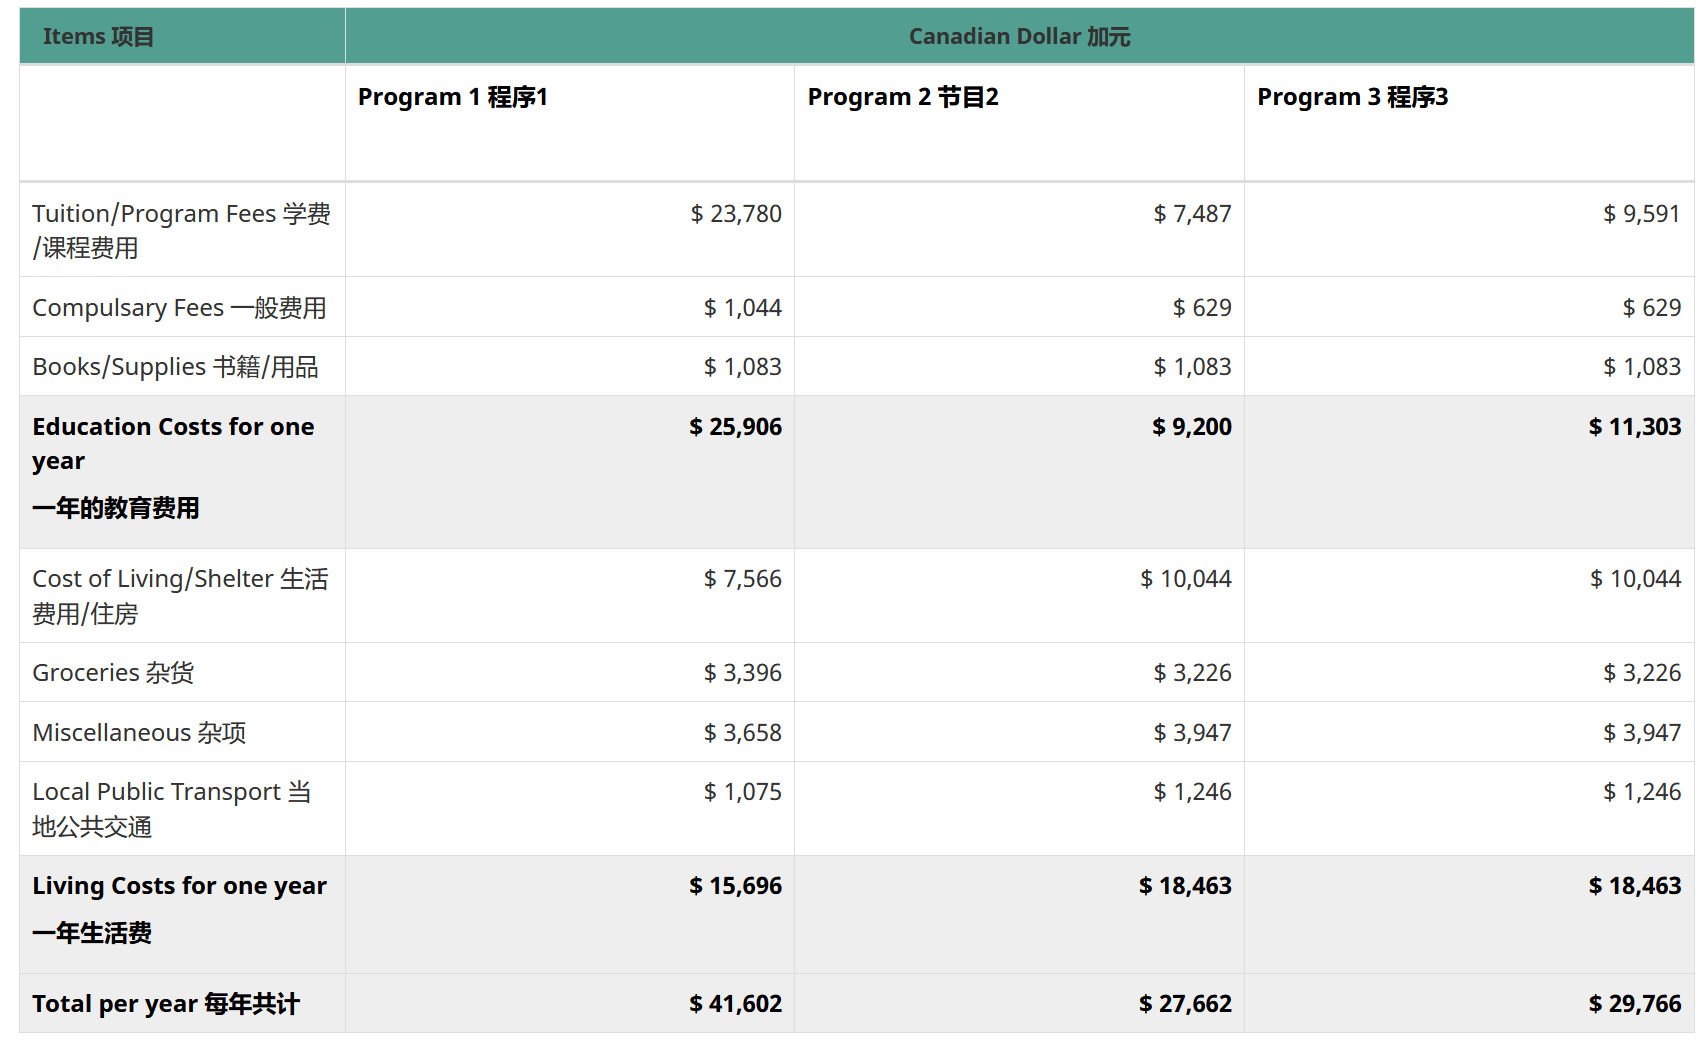 Items 项目 Canadian Dollar 加元
Program 1 程序1 Program 2 节目2 Program 3 程序3
Tuition/Program Fees 学费 $ 23,780 $ 7,487 $ 9,591
/课程费用
Compulsary Fees 一般费用 $ 1,044 $ 629 $ 629
Books/Supplies 书籍/用品 $ 1,083 $ 1,083 $ 1,083
Education Costs for one $ 25,906 $ 9,200 $ 11,303
year
一年的教育费用
Cost of Living/Shelter 生活 $ 7,566 $ 10,044 $ 10,044
费用/住房
Groceries 杂货 $ 3,396 $ 3,226 $ 3,226
Miscellaneous 杂项 $ 3,658 $ 3,947 $ 3,947
Local Public Transport 当 $ 1,075 $ 1,246 $ 1,246
地公共交通
Living Costs for one year $ 15,696 $ 18,463 $ 18,463
一年生活费
Total per year 每年共计 $ 41,602 $ 27,662 $ 29,766